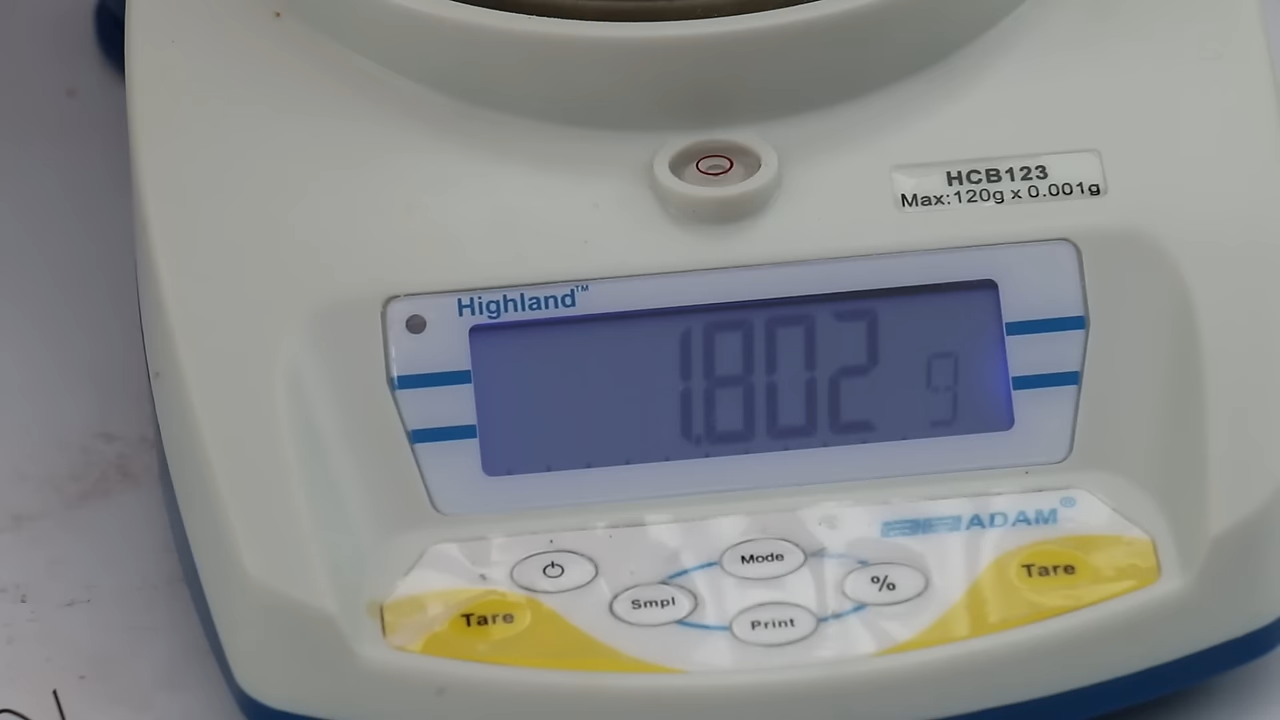 HCB123
Max:120g x 0.001g
Highland™
1.802 g
ADAM®
Mode
Smpl
%
Tare
Print
Tare